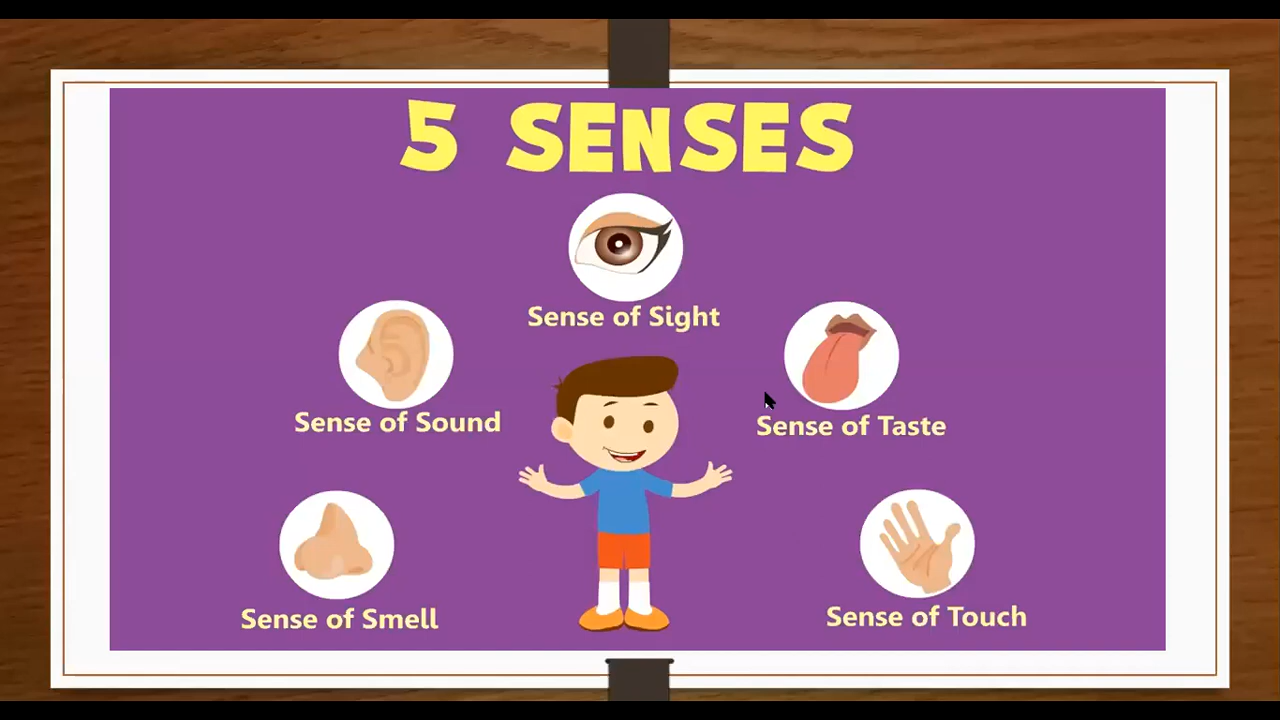 5 SENSES
Sense of Sight
Sense of Sound
Sense of Taste
Sense of Smell
Sense of Touch